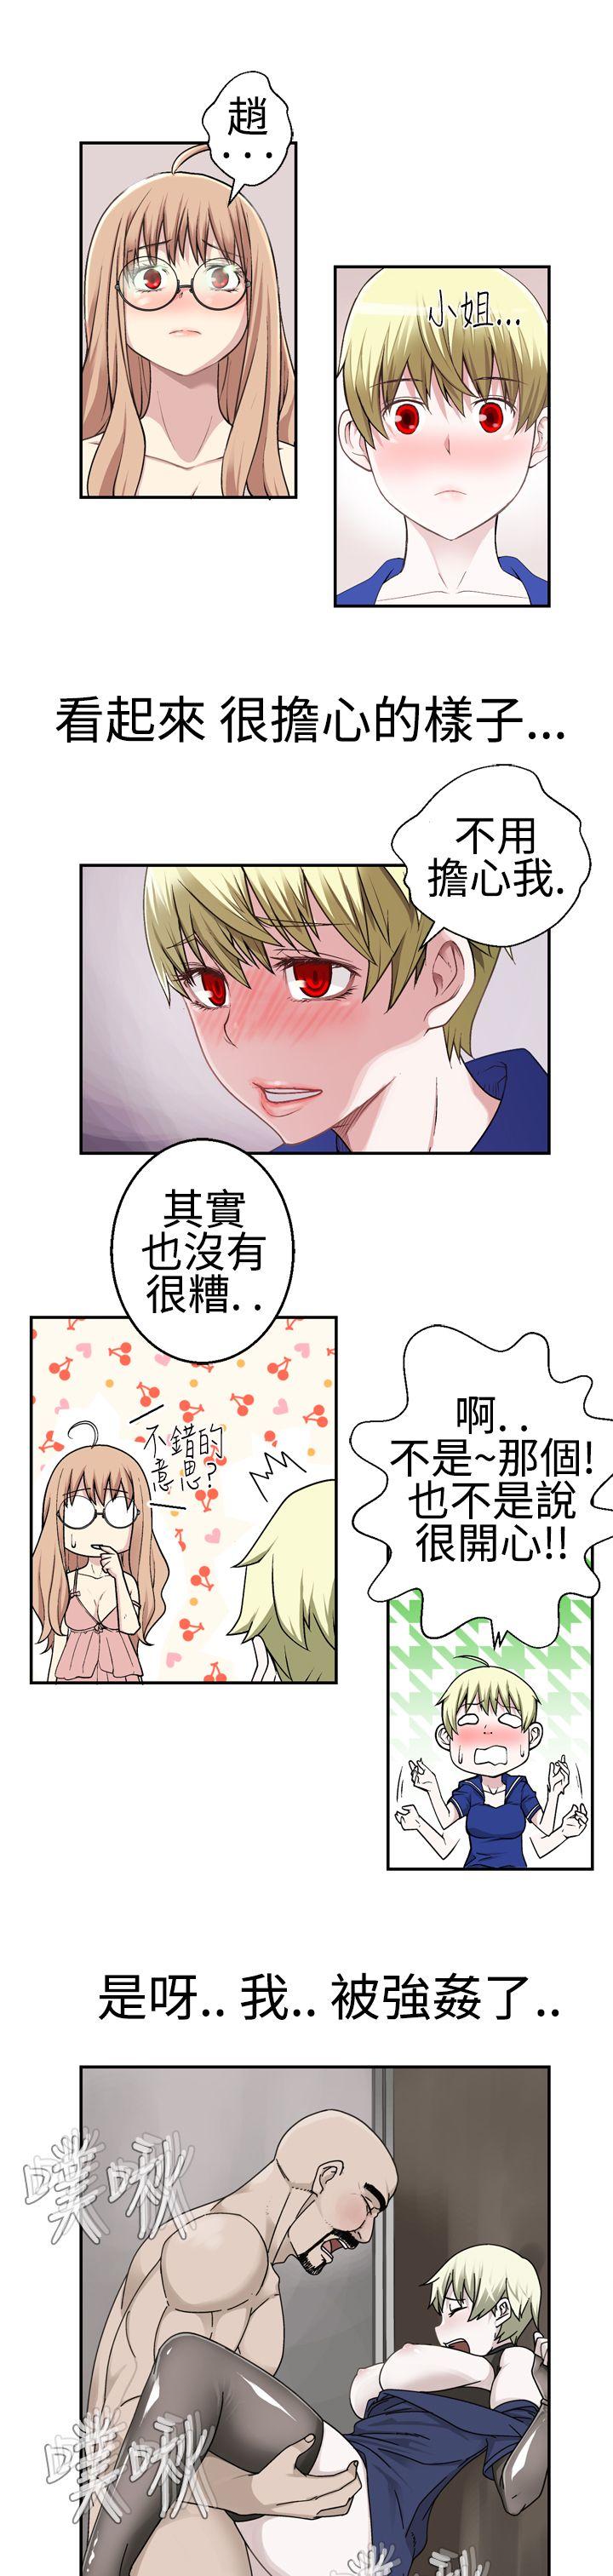 趙
...
小姐...
看起來 很擔心的樣子...
不用
擔心我.
其實
也沒有
很糟. .
不錯的
意思?
啊. .
不是~那個!
也不是說
很開心!!
是呀.. 我.. 被強姦了..
噗啾
噗啾
噗啾